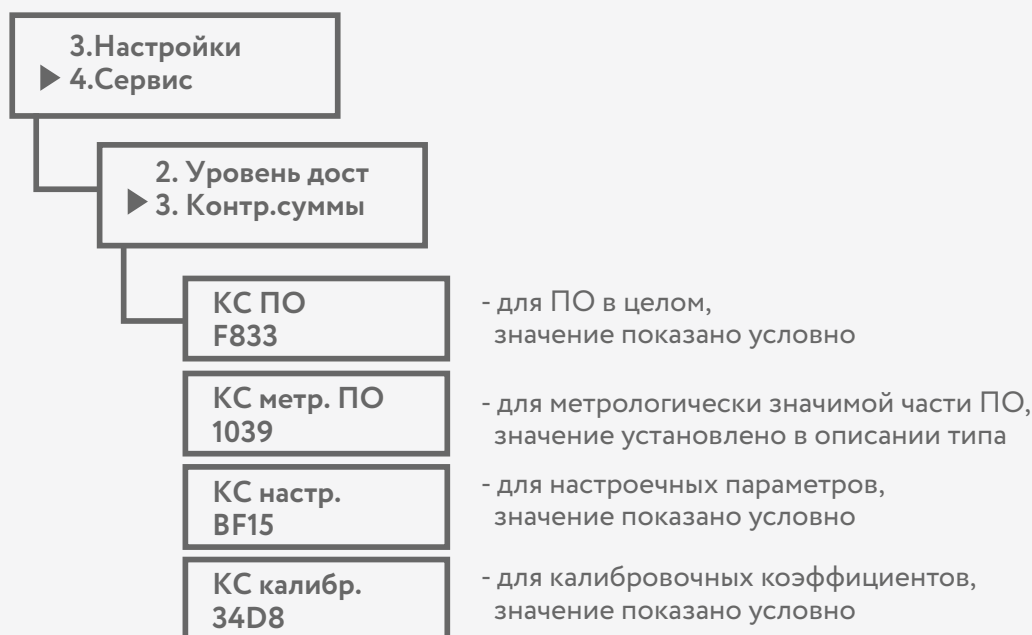 3.Настройки
4.Сервис
2. Уровень дост
3. Контр.суммы
КС ПО
F833
- для ПО в целом,
значение показано условно
КС метр. ПО
1039
- для метрологически значимой части ПО,
значение установлено в описании типа
КС настр.
BF15
- для настроечных параметров,
значение показано условно
КС калибр.
34D8
- для калибровочных коэффициентов,
значение показано условно